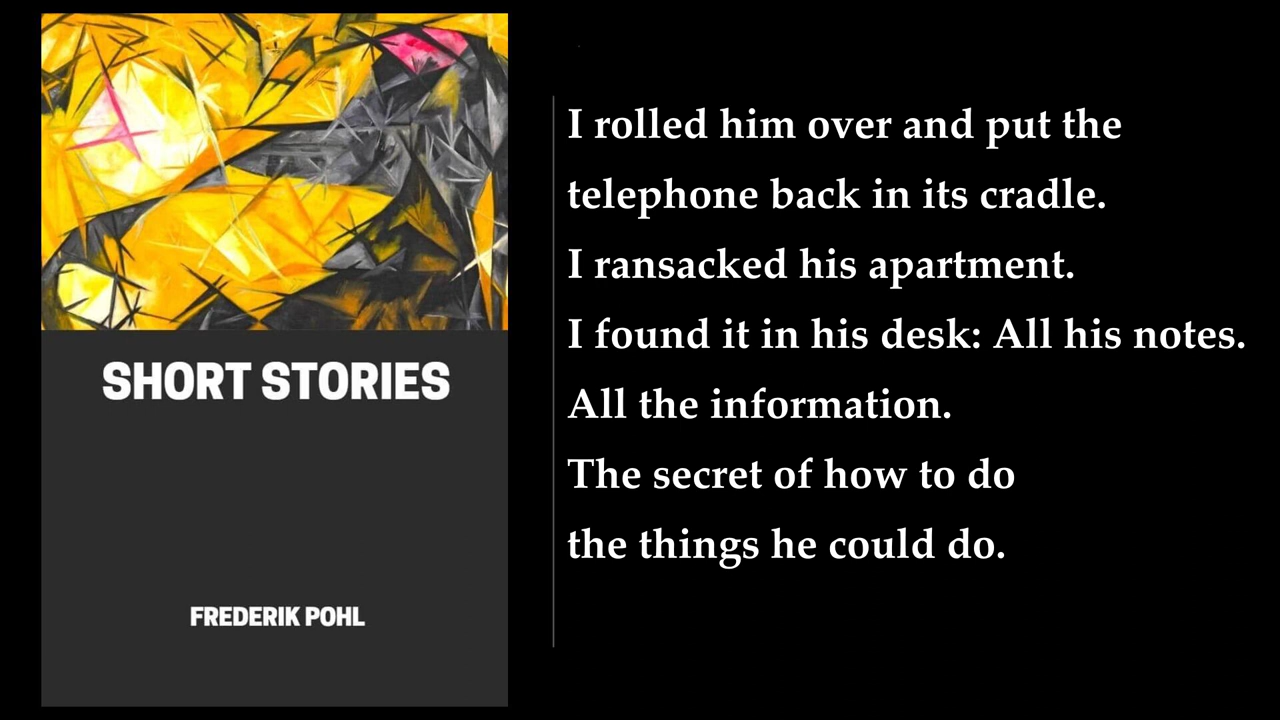 SHORT STORIES
FREDERIK POHL
I rolled him over and put the
telephone back in its cradle.
I ransacked his apartment.
I found it in his desk: All his notes.
All the information.
The secret of how to do
the things he could do.